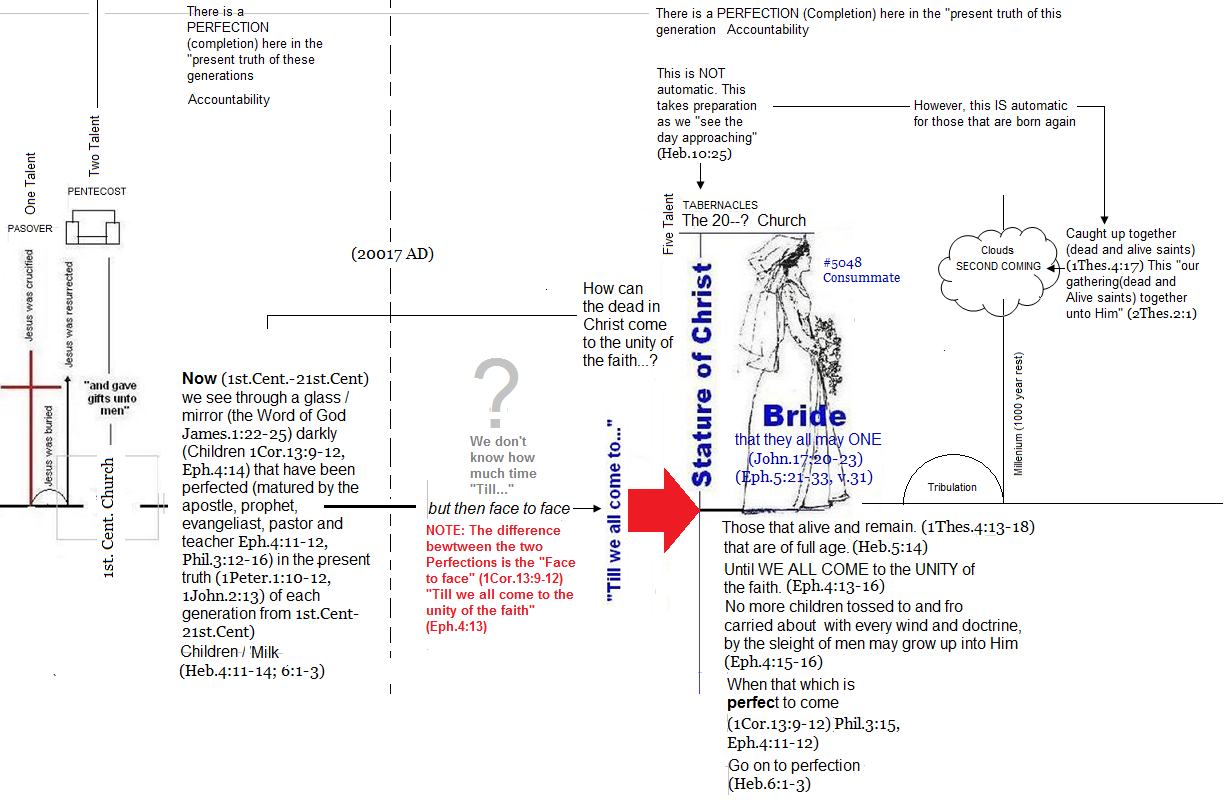 There is a
PERFECTION
(completion) here in the
"present truth of these
generations
Accountability
There is a PERFECTION (Completion) here in the "present truth of this
generation Accountability
This is NOT
automatic. This
takes preparation
as we "see the
day approaching"
(Heb.10:25)
However, this IS automatic
for those that are born again
One Talent
Two Talent
PENTECOST
PASOVER
Jesus was crucified
Jesus was resurrected
Jesus was buried
"and gave
gifts unto
men"
1st. Cent. Church
Now (1st.Cent.-21st.Cent)
we see through a glass /
mirror (the Word of God
James.1:22-25) darkly
(Children 1Cor.13:9-12,
Eph.4:14) that have been
perfected (matured by the
apostle, prophet,
evangeliast, pastor and
teacher Eph.4:11-12,
Phil.3:12-16) in the present
truth (1Peter.1:10-12,
1John.2:13) of each
generation from 1st.Cent-
21st.Cent)
Children / 'Milk
(Heb.4:11-14; 6:1-3)
(20017 AD)
How can
the dead in
Christ come
to the unity of
the faith...?
?
We don't
know how
much time
"Till..."
but then face to face
NOTE: The difference
bewtween the two
Perfections is the "Face
to face" (1Cor.13:9-12)
"Till we all come to the
unity of the faith"
(Eph.4:13)
"Till we all come to..."
Five Talent
TABERNACLES
The 20--? Church
Stature of Christ
#5048
Consummate
Bride
that they all may ONE
(John.17:20-23)
(Eph.5:21-33, v.31)
Clouds
SECOND COMING
Caught up together
(dead and alive saints)
(1Thes.4:17) This "our
gathering(dead and
Alive saints) together
unto Him" (2Thes.2:1)
Millenium (1000 year rest)
Tribulation
Those that alive and remain. (1Thes.4:13-18)
that are of full age. (Heb.5:14)
Until WE ALL COME to the UNITY of
the faith. (Eph.4:13-16)
No more children tossed to and fro
carried about with every wind and doctrine,
by the sleight of men may grow up into Him
(Eph.4:15-16)
When that which is
perfect to come
(1Cor.13:9-12) Phil.3:15,
Eph.4:11-12)
Go on to perfection
(Heb.6:1-3)